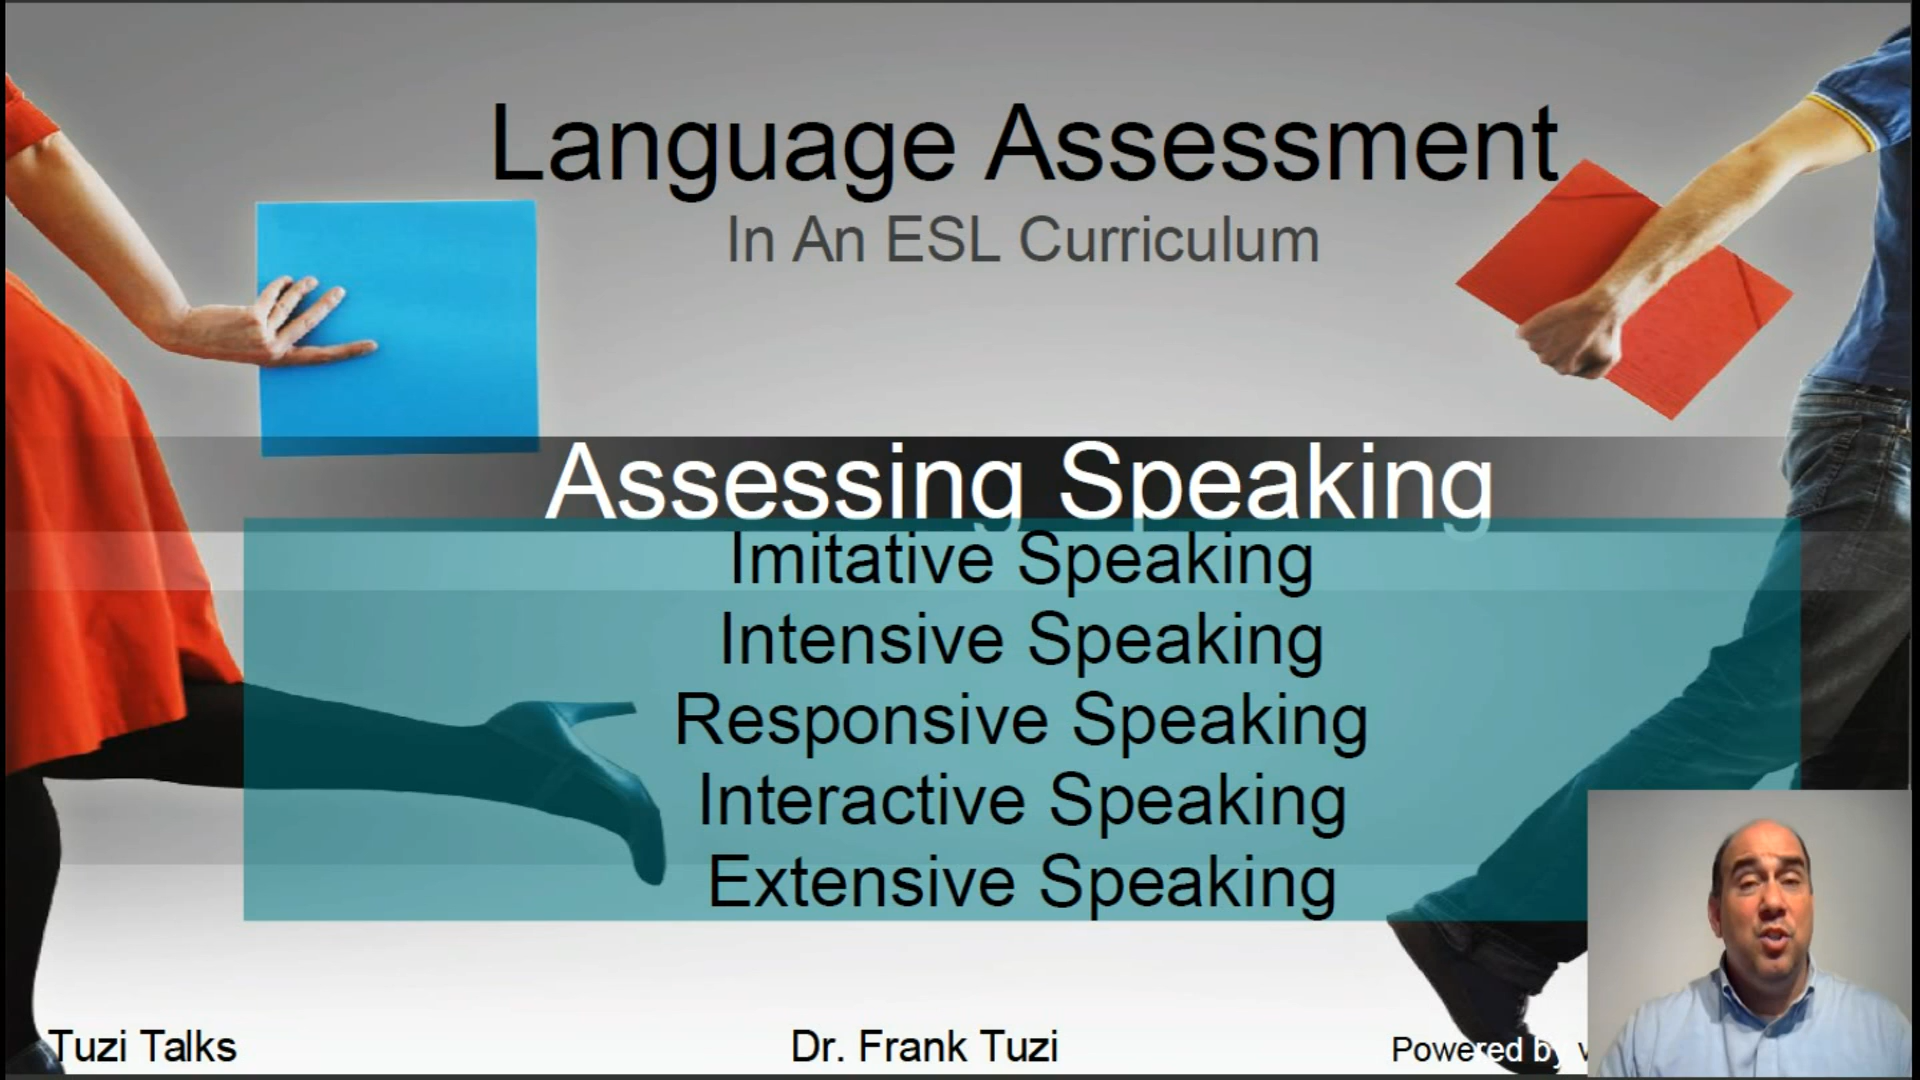 Language Assessment
In An ESL Curriculum
Assessing Speaking
Imitative Speaking
Intensive Speaking
Responsive Speaking
Interactive Speaking
Extensive Speaking
Tuzi Talks
Dr. Frank Tuzi
Powered by